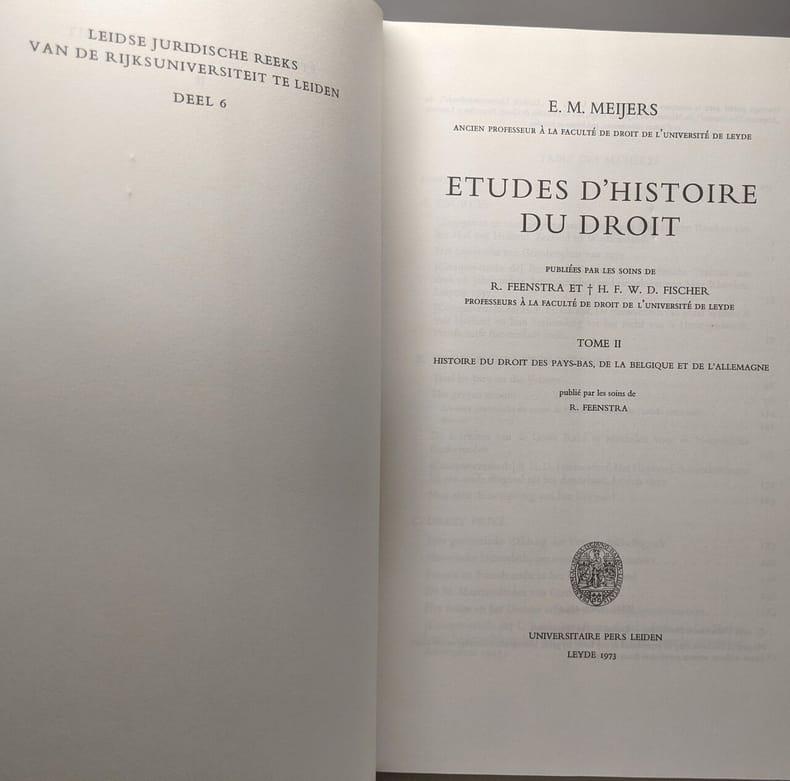 LEIDSE JURIDISCHE REEKS
VAN DE RIJKSUNIVERSITEIT TE LEIDEN
DEEL 6
E. M. MEIJERS
ANCIEN PROFESSEUR À LA FACULTÉ DE DROIT DE L'UNIVERSITÉ DE LEYDE
ETUDES D'HISTOIRE
DU DROIT
PUBLIÉES PAR LES SOINS DE
R. FEENSTRA ET † H. F. W. D. FISCHER
PROFESSEURS À LA FACULTÉ DE DROIT DE L'UNIVERSITÉ DE LEYDE
TOME II
HISTOIRE DU DROIT DES PAYS-BAS, DE LA BELGIQUE ET DE L'ALLEMAGNE
publié par les soins de
R. FEENSTRA
UNIVERSITAIRE PERS LEIDEN
LEYDE 1973